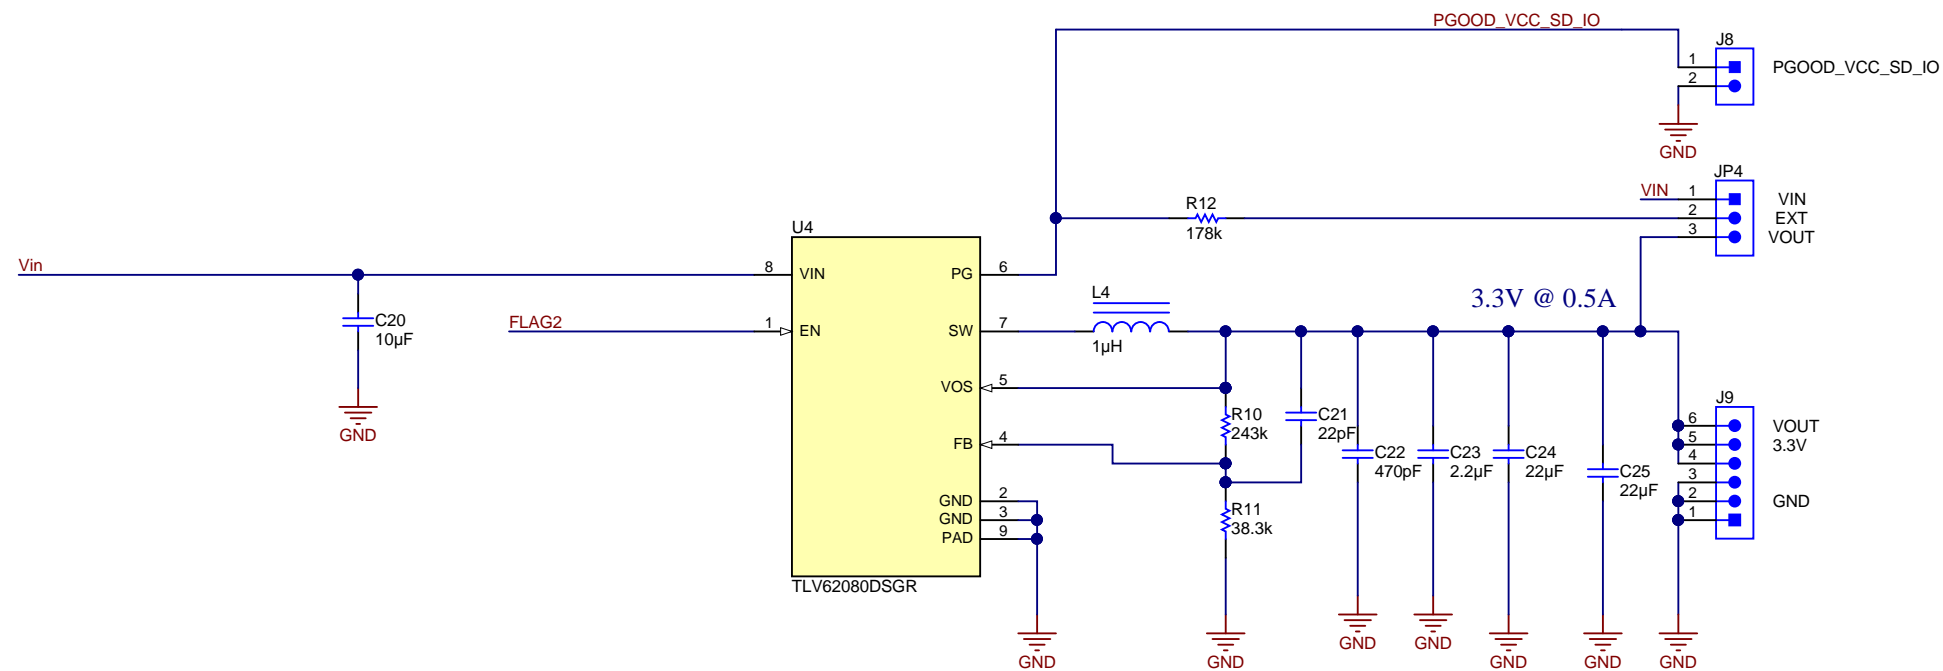 PGOOD_VCC_SD_IO
J8
1
2
PGOOD_VCC_SD_IO
GND
JP4
VIN
1
VIN
2
EXT
3
VOUT
R12
178k
U4
Vin
8
VIN
PG
6
C20
10µF
GND
FLAG2
1
EN
SW
7
L4
1µH
3.3V @ 0.5A
VOS
5
FB
4
R10
243k
C21
22pF
C22
470pF
C23
2.2µF
C24
22µF
C25
22µF
R11
38.3k
J9
6
VOUT
5
3.3V
4
3
2
GND
1
GND
2
GND
3
PAD
9
TLV62080DSGR
GND
GND
GND
GND
GND
GND
GND